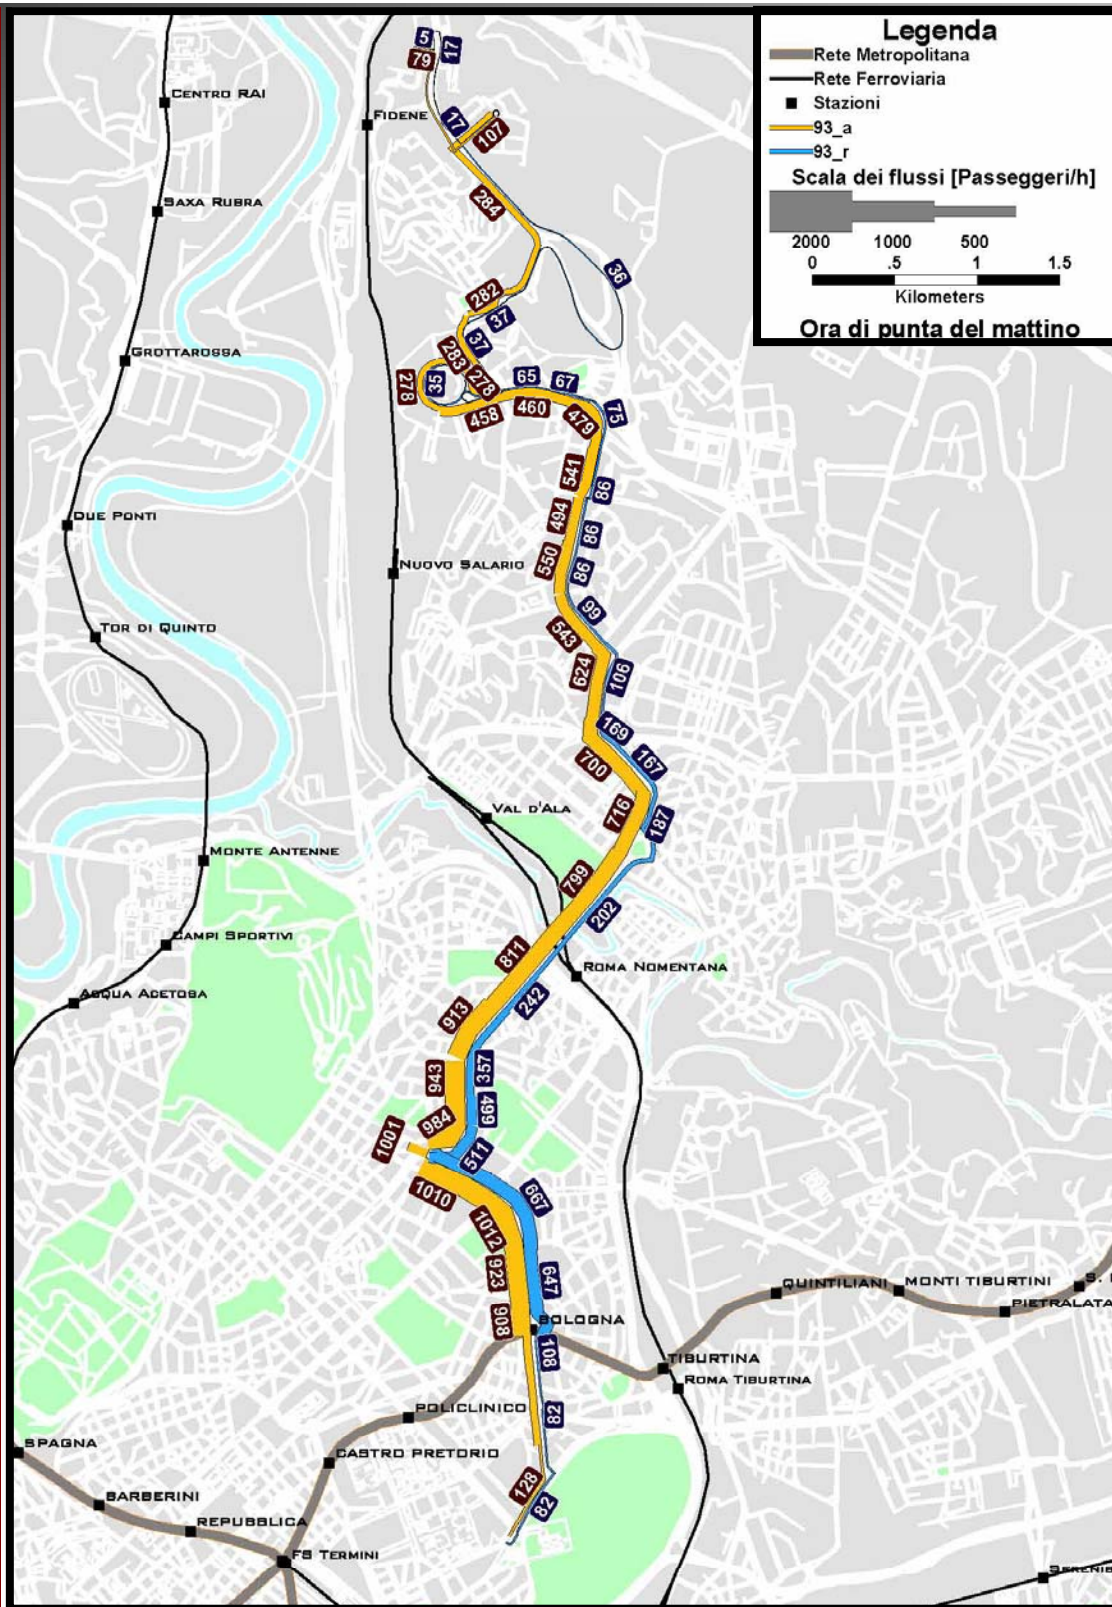 Legenda
Rete Metropolitana
Rete Ferroviaria
Stazioni
93_a
93_r
Scala dei flussi [Passeggeri/h]
2000 1000 500
0 .5 1 1.5
Kilometers
Ora di punta del mattino
5
17
79
CENTRO RAI
FIDENE
17
107
SAXA RUBRA
284
36
282
37
37
GROTTAROSSA
283
278
278
35
65
67
458
460
479
75
541
86
494
86
DUE PONTI
550
86
NUOVO SALARIO
99
TOR DI QUINTO
543
624
106
169
700
167
VAL D'ALA
716
187
MONTE ANTENNE
799
202
CAMPI SPORTIVI
811
ROMA NOMENTANA
ACQUA ACETOSA
242
913
357
943
499
984
1001
511
1010
667
1012
923
647
QUINTILIANI
MONTI TIBURTINI
S.
PIETRALATA
908
BOLOGNA
108
TIBURTINA
ROMA TIBURTINA
POLICLINICO
82
SPAGNA
CASTRO PRETORIO
128
82
BARBERINI
REPUBBLICA
FS TERMINI